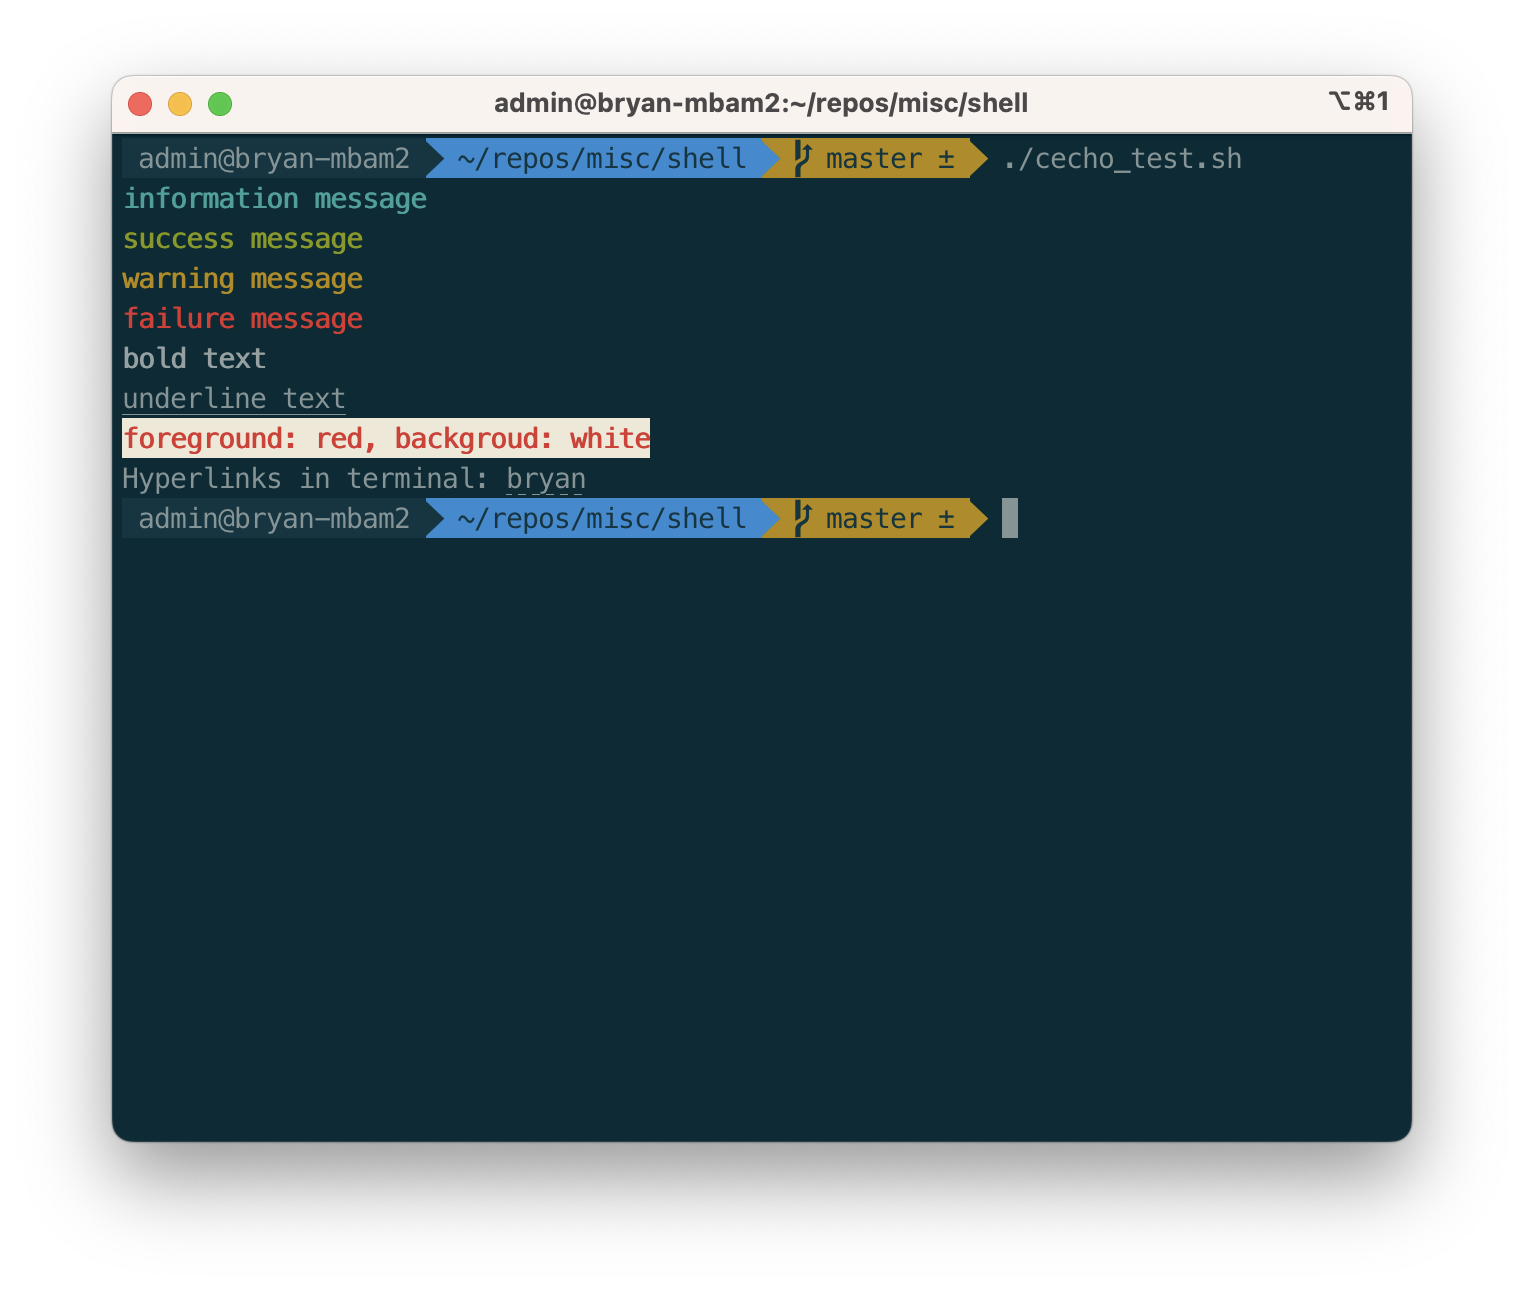 admin@bryan-mbam2:~/repos/misc/shell ⌥⌘1
admin@bryan-mbam2 ~/repos/misc/shell master ± ./cecho_test.sh
information message
success message
warning message
failure message
bold text
underline text
foreground: red, backgroud: white
Hyperlinks in terminal: bryan
admin@bryan-mbam2 ~/repos/misc/shell master ±